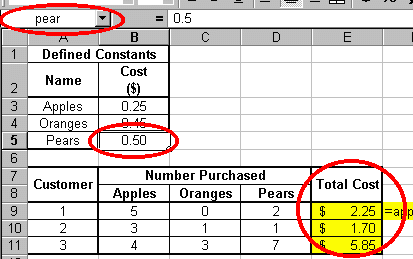 pear = 0.5
A B C D E
1 Defined Constants
2 Name Cost ($)
3 Apples 0.25
4 Oranges 0.45
5 Pears 0.50
6
7 Customer Number Purchased Total Cost
8 Apples Oranges Pears
9 1 5 0 2 $ 2.25 =app
10 2 3 1 1 $ 1.70
11 3 4 3 7 $ 5.85